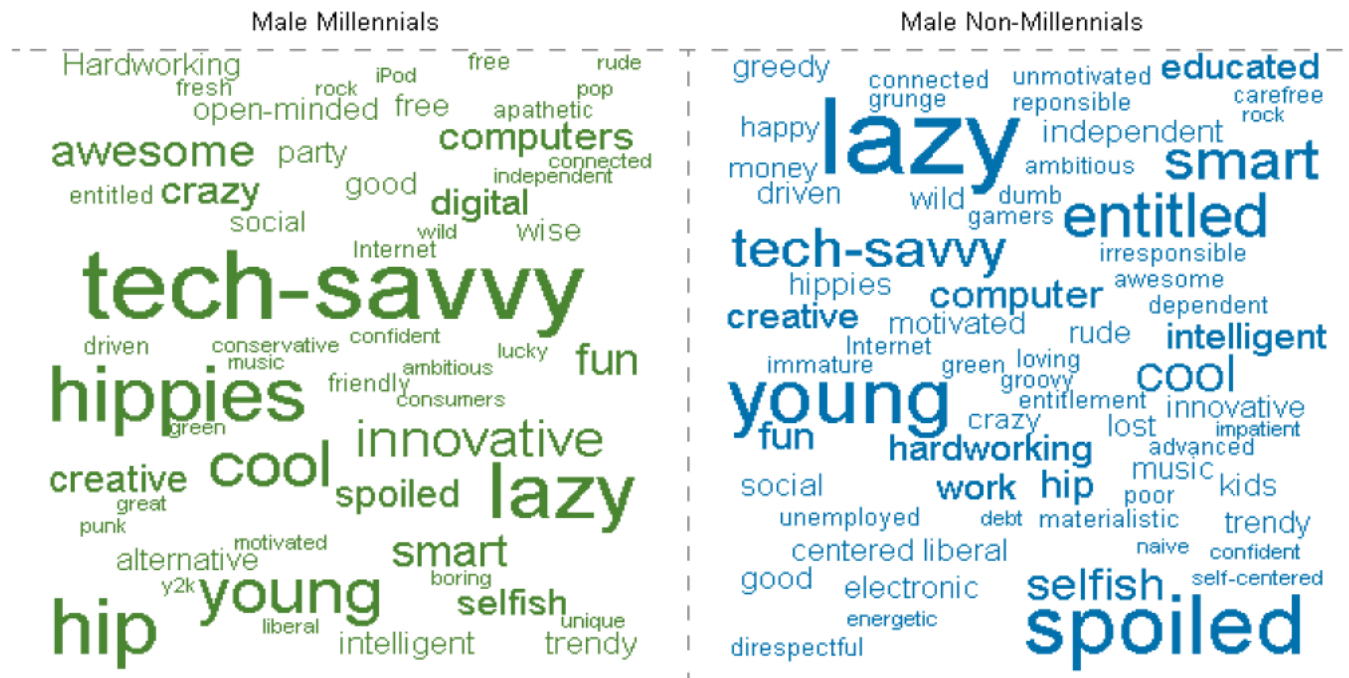 Male Millennials
Male Non-Millennials
Hardworking
iPod
free
rude
fresh
rock
pop
open-minded
free
apathetic
awesome
party
computers
connected
entitled
crazy
good
independent
digital
social
wild
wise
Internet
tech-savvy
driven
conservative
confident
music
lucky
fun
hippies
friendly
ambitious
consumers
green
innovative
creative
cool
spoiled
lazy
great
punk
motivated
alternative
smart
y2k
young
boring
selfish
hip
liberal
unique
intelligent
trendy
greedy
connected
unmotivated
educated
grunge
reponsible
carefree
rock
happy
lazy
independent
smart
money
ambitious
driven
wild
dumb
gamers
entitled
tech-savvy
irresponsible
hippies
awesome
computer
dependent
creative
motivated
rude
intelligent
Internet
immature
green
loving
groovy
cool
young
entitlement
innovative
fun
crazy
lost
impatient
hardworking
advanced
music
social
work
hip
poor
kids
unemployed
debt
materialistic
trendy
centered
liberal
naive
confident
good
electronic
selfish
self-centered
energetic
spoiled
direspectful